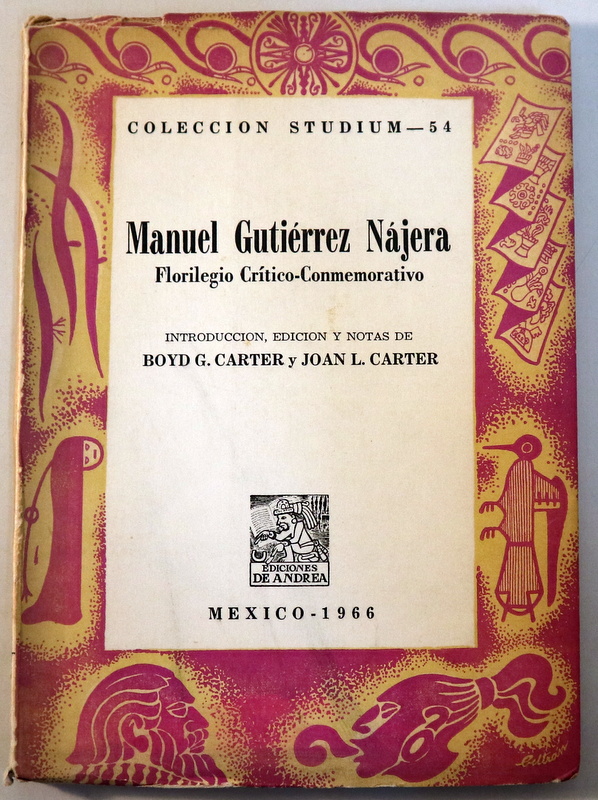 COLECCION STUDIUM—54
Manuel Gutiérrez Nájera
Florilegio Crítico-Conmemorativo
INTRODUCCION, EDICION Y NOTAS DE
BOYD G. CARTER y JOAN L. CARTER
EDICIONES
DE ANDREA
MEXICO-1966
Beltran